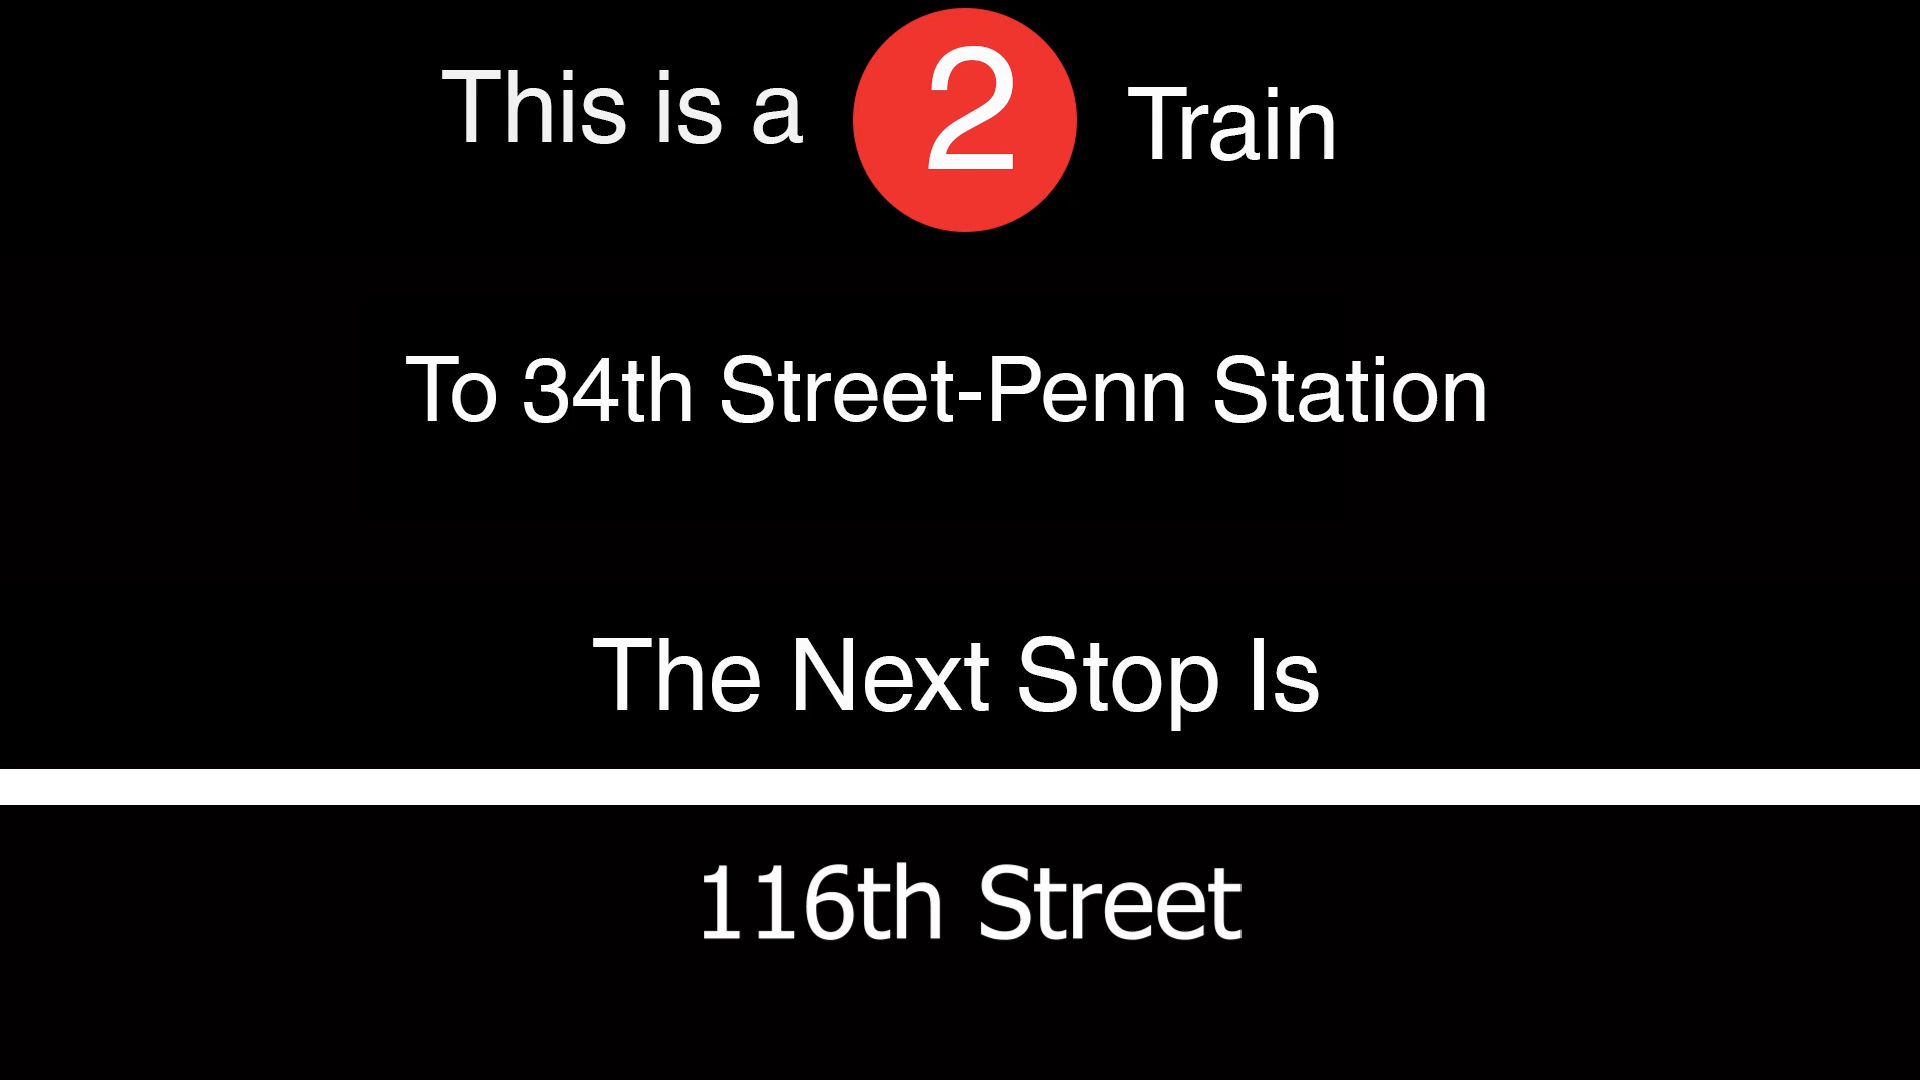 This is a 2 Train
To 34th Street-Penn Station
The Next Stop Is
116th Street